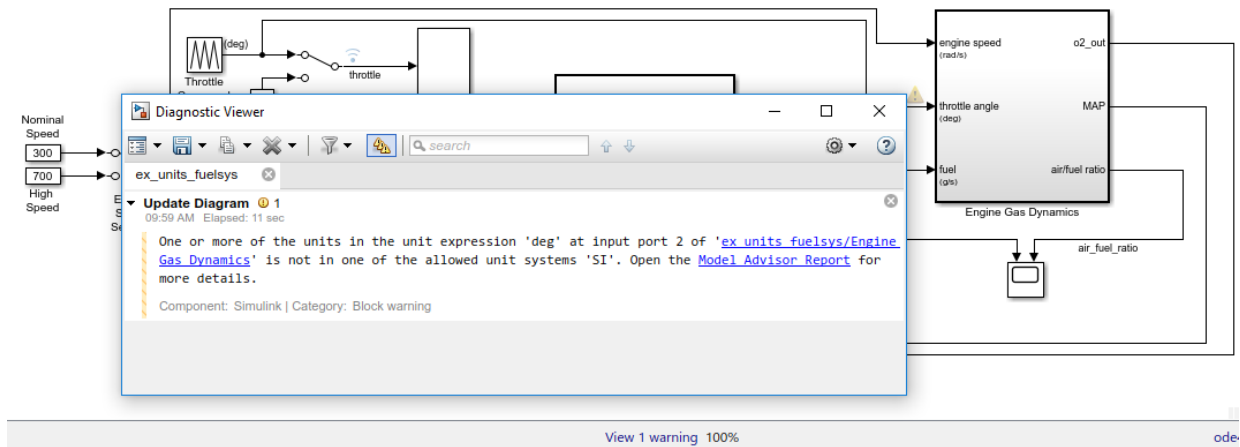 (deg)
engine speed
(rad/s)
o2_out
throttle
Throttle
Diagnostic Viewer
throttle angle
(deg)
MAP
Nominal
Speed
300
search
700
ex_units_fuelsys
fuel
(g/s)
air/fuel ratio
High
Speed
E
S
Se
Update Diagram 1
09:59 AM Elapsed: 11 sec
Engine Gas Dynamics
One or more of the units in the unit expression 'deg' at input port 2 of 'ex_units_fuelsys/Engine
Gas Dynamics' is not in one of the allowed unit systems 'SI'. Open the Model Advisor Report for
more details.
air_fuel_ratio
Component: Simulink | Category: Block warning
View 1 warning 100%
ode